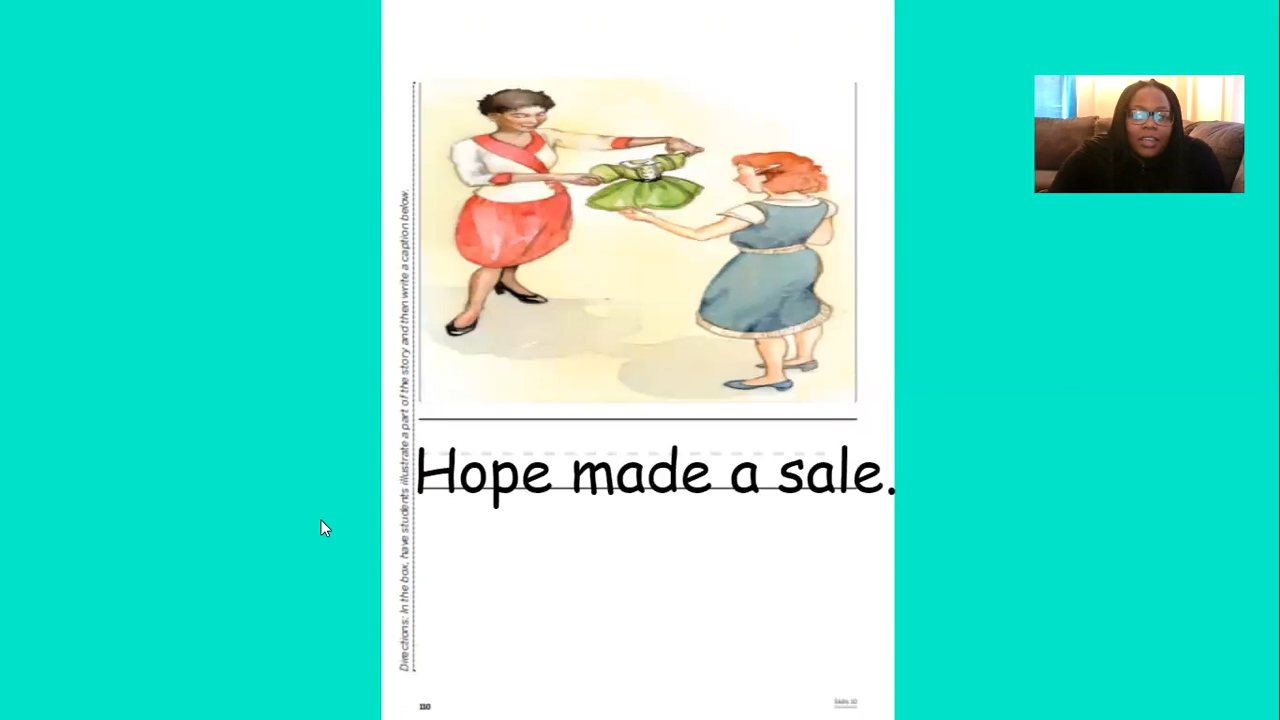 Directions: In the box, have students illustrate a part of the story and then write a caption below.
Hope made a sale.
110